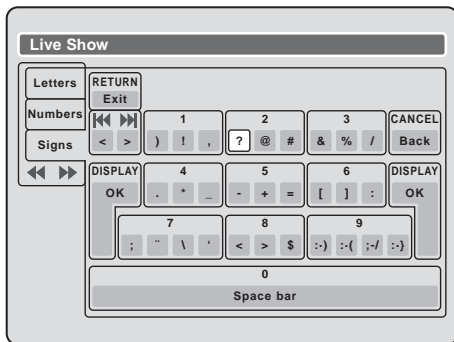 Live Show
Letters
Numbers
Signs
RETURN
Exit
< >
1
) ! ,
2
? @ #
3
& % /
CANCEL
Back
DISPLAY
OK
4
. * _
5
- + =
6
[ ] :
DISPLAY
OK
7
; ¨ \ ‘
8
< > $
9
:-) :-( ;-/ :-}
0
Space bar